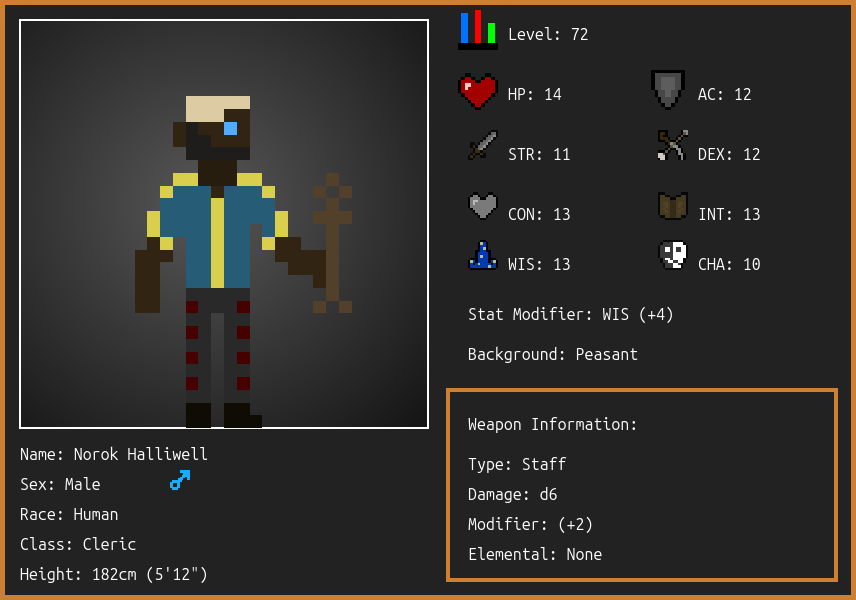 Level: 72
HP: 14
AC: 12
STR: 11
DEX: 12
CON: 13
INT: 13
WIS: 13
CHA: 10
Stat Modifier: WIS (+4)
Background: Peasant
Weapon Information:
Type: Staff
Damage: d6
Modifier: (+2)
Elemental: None
Name: Norok Halliwell
Sex: Male
Race: Human
Class: Cleric
Height: 182cm (5'12")